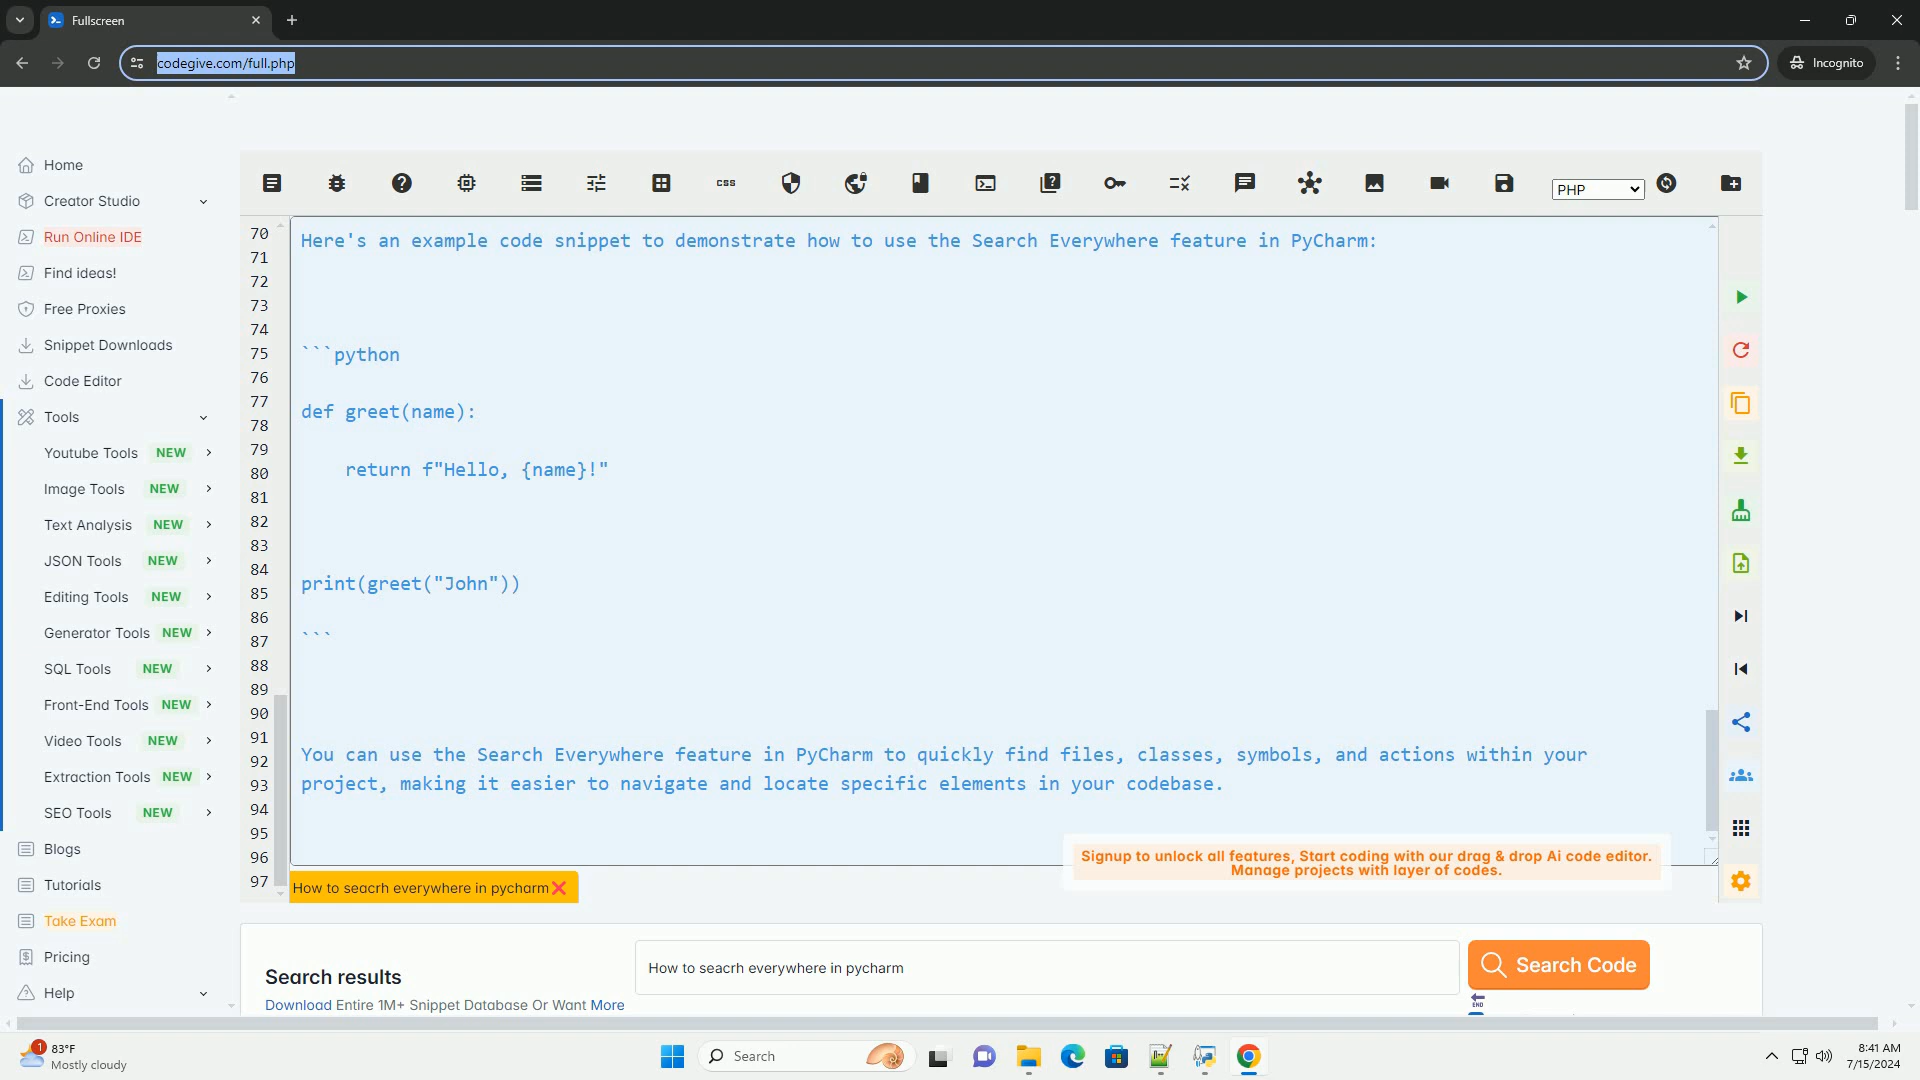 Fullscreen
codegive.com/full.php
Incognito
css
PHP
Home
Creator Studio
Run Online IDE
Find ideas!
Free Proxies
Snippet Downloads
Code Editor
Tools
Youtube Tools NEW
Image Tools NEW
Text Analysis NEW
JSON Tools NEW
Editing Tools NEW
Generator Tools NEW
SQL Tools NEW
Front-End Tools NEW
Video Tools NEW
Extraction Tools NEW
SEO Tools NEW
Blogs
Tutorials
Take Exam
Pricing
Help
70
71
72
73
74
75
76
77
78
79
80
81
82
83
84
85
86
87
88
89
90
91
92
93
94
95
96
97
Here's an example code snippet to demonstrate how to use the Search Everywhere feature in PyCharm:
```python
def greet(name):
    return f"Hello, {name}!"
print(greet("John"))
```
You can use the Search Everywhere feature in PyCharm to quickly find files, classes, symbols, and actions within your
project, making it easier to navigate and locate specific elements in your codebase.
Signup to unlock all features, Start coding with our drag & drop Ai code editor.
Manage projects with layer of codes.
How to seacrh everywhere in pycharm
Search results
Download Entire 1M+ Snippet Database Or Want More
How to seacrh everywhere in pycharm
Search Code
END
1
83°F
Mostly cloudy
Search
8:41 AM
7/15/2024